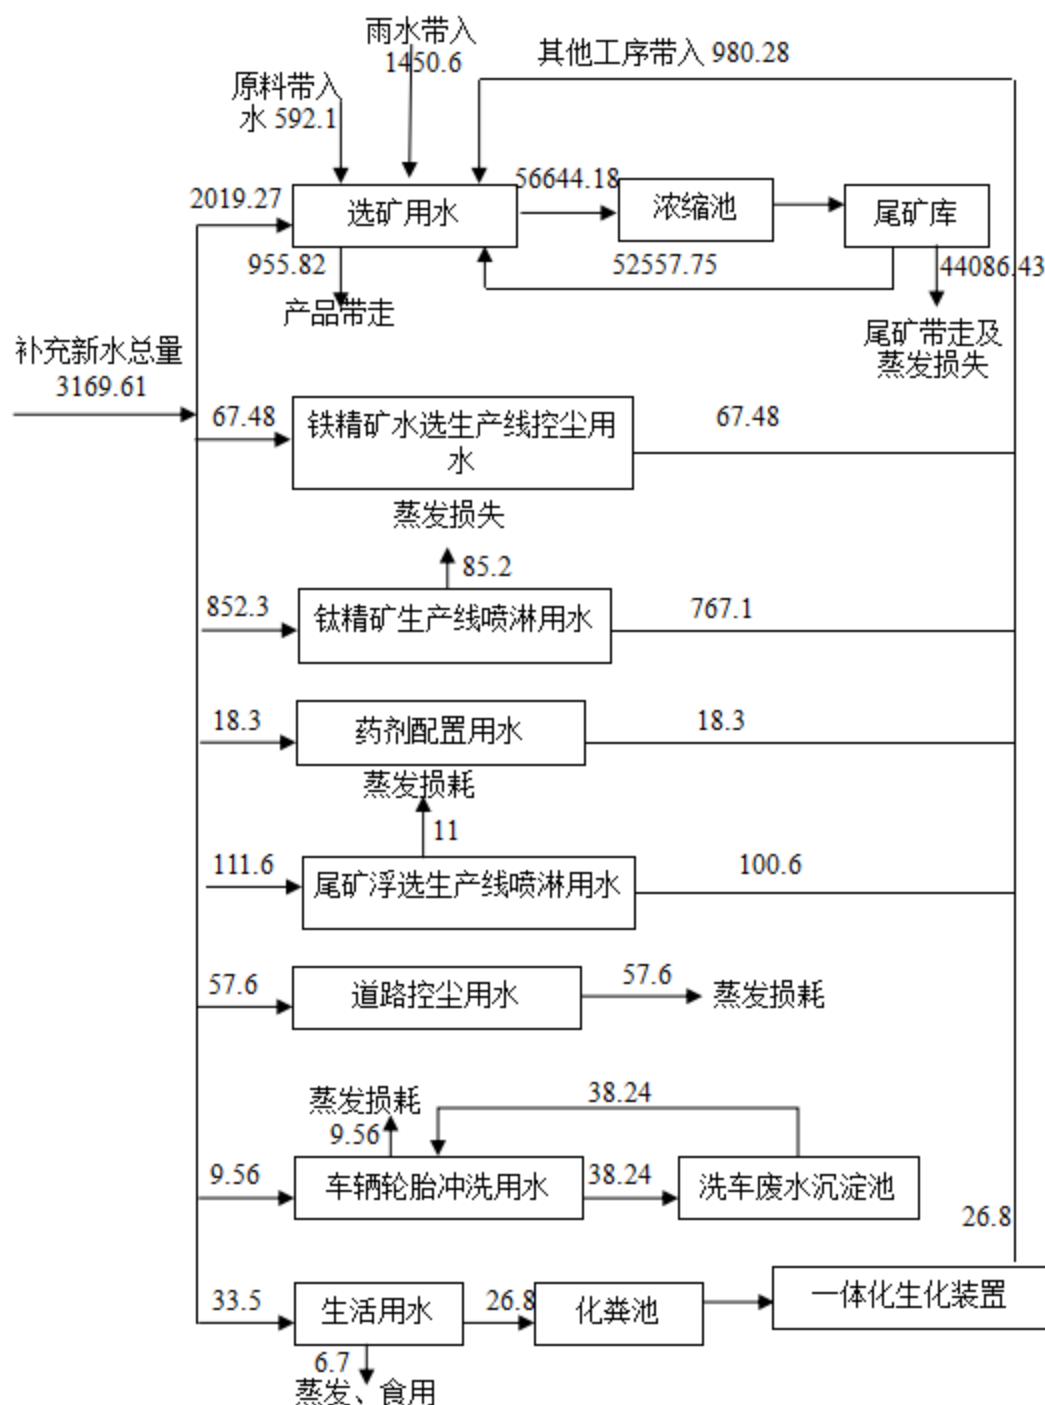 雨水带入
1450.6
其他工序带入 980.28
原料带入
水 592.1
2019.27
选矿用水
56644.18
浓缩池
尾矿库
955.82
产品带走
52557.75
44086.43
尾矿带走及
蒸发损失
补充新水总量
3169.61
67.48
铁精矿水选生产线控尘用
水
67.48
蒸发损失
85.2
852.3
钛精矿生产线喷淋用水
767.1
18.3
药剂配置用水
18.3
蒸发损耗
11
111.6
尾矿浮选生产线喷淋用水
100.6
57.6
道路控尘用水
57.6
蒸发损耗
蒸发损耗
9.56
38.24
9.56
车辆轮胎冲洗用水
38.24
洗车废水沉淀池
26.8
33.5
生活用水
26.8
化粪池
一体化生化装置
6.7
蒸发、食用